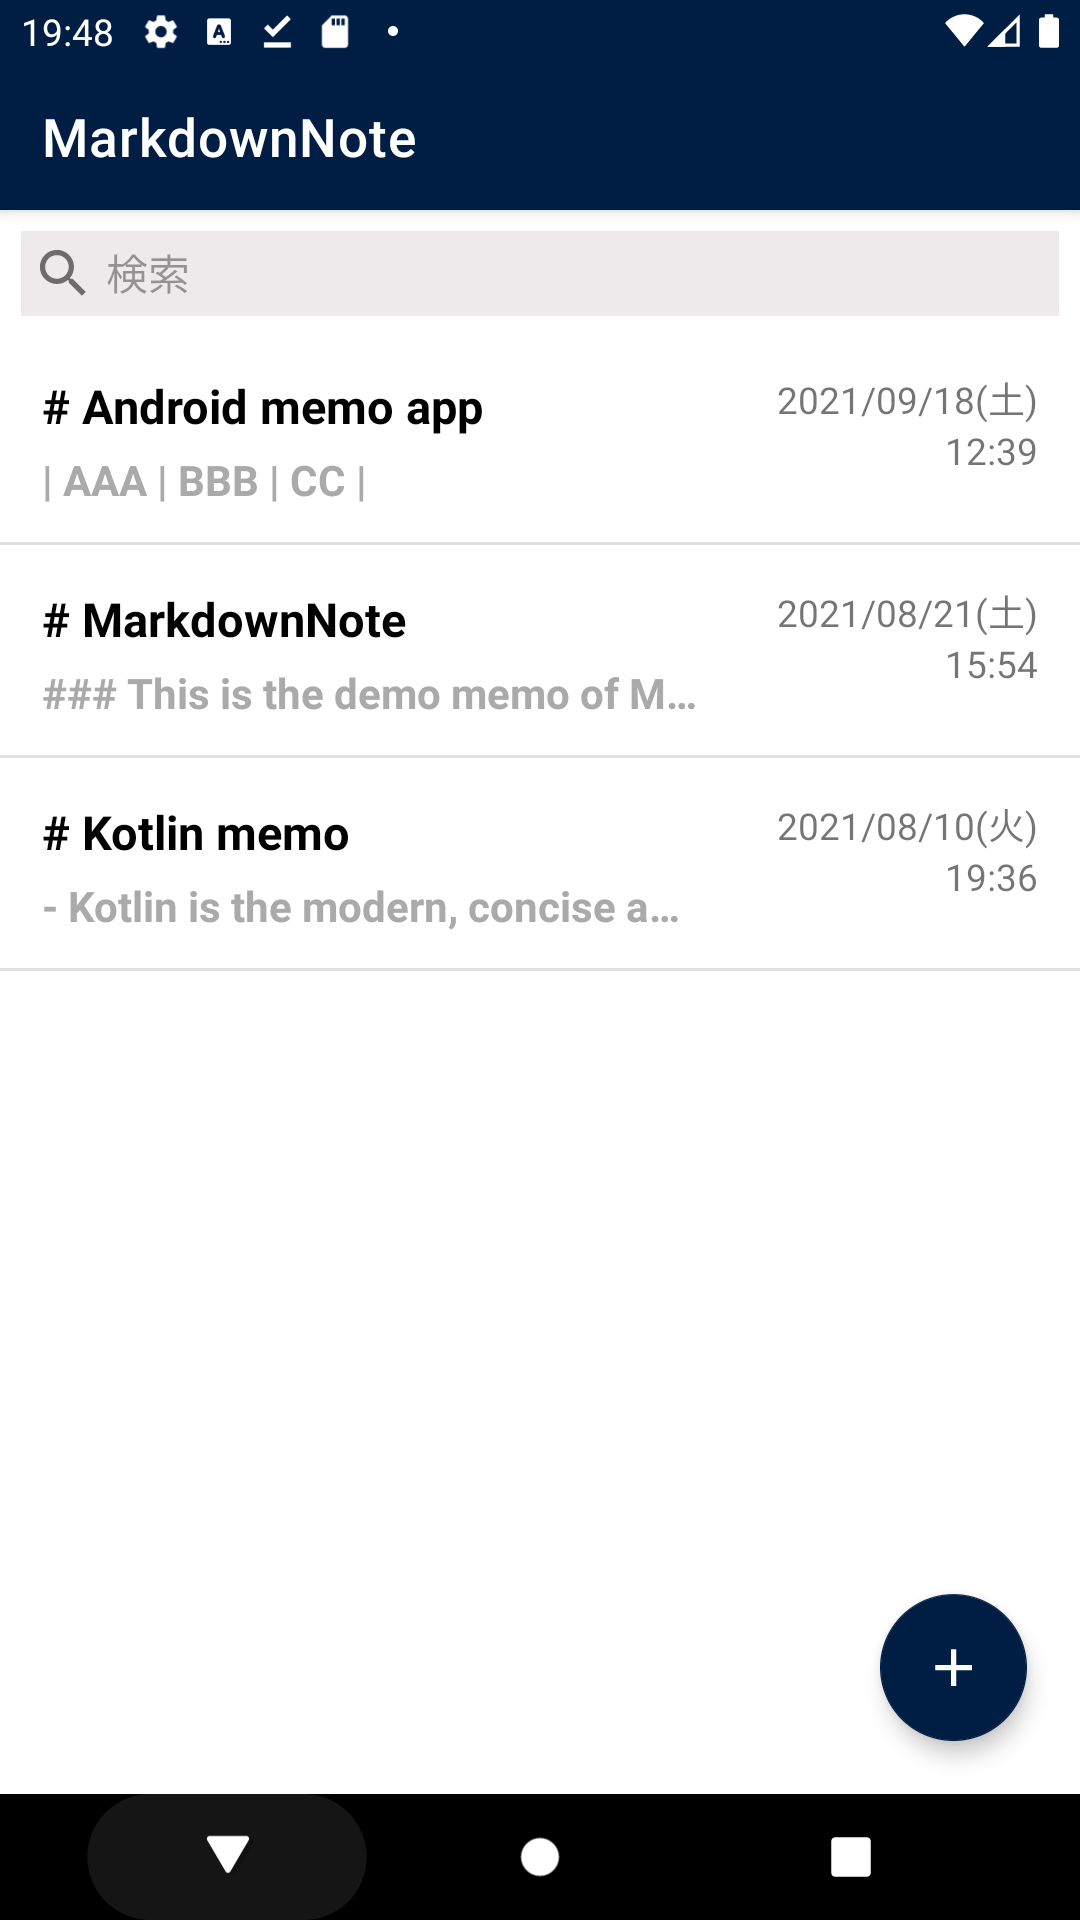 19:48
MarkdownNote
検索
# Android memo app
2021/09/18(土)
12:39
| AAA | BBB | CC |
# MarkdownNote
2021/08/21(土)
15:54
### This is the demo memo of M…
# Kotlin memo
2021/08/10(火)
19:36
- Kotlin is the modern, concise a…